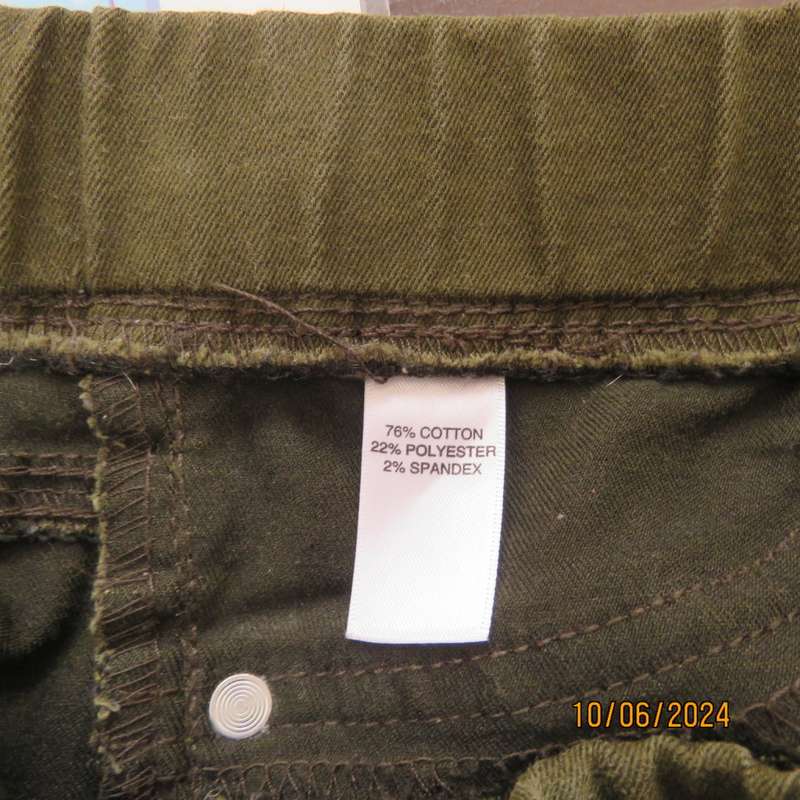 76% COTTON
22% POLYESTER
2% SPANDEX
10/06/2024